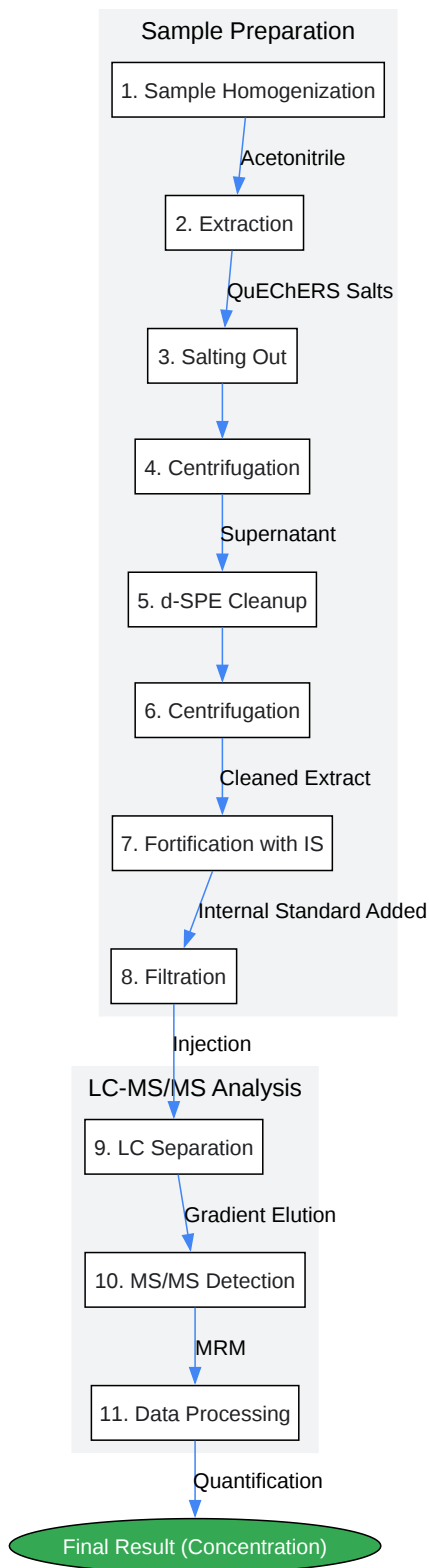 Sample Preparation
1. Sample Homogenization
Acetonitrile
2. Extraction
QuEChERS Salts
3. Salting Out
4. Centrifugation
Supernatant
5. d-SPE Cleanup
6. Centrifugation
Cleaned Extract
7. Fortification with IS
Internal Standard Added
8. Filtration
Injection
LC-MS/MS Analysis
9. LC Separation
Gradient Elution
10. MS/MS Detection
MRM
11. Data Processing
Quantification
Final Result (Concentration)